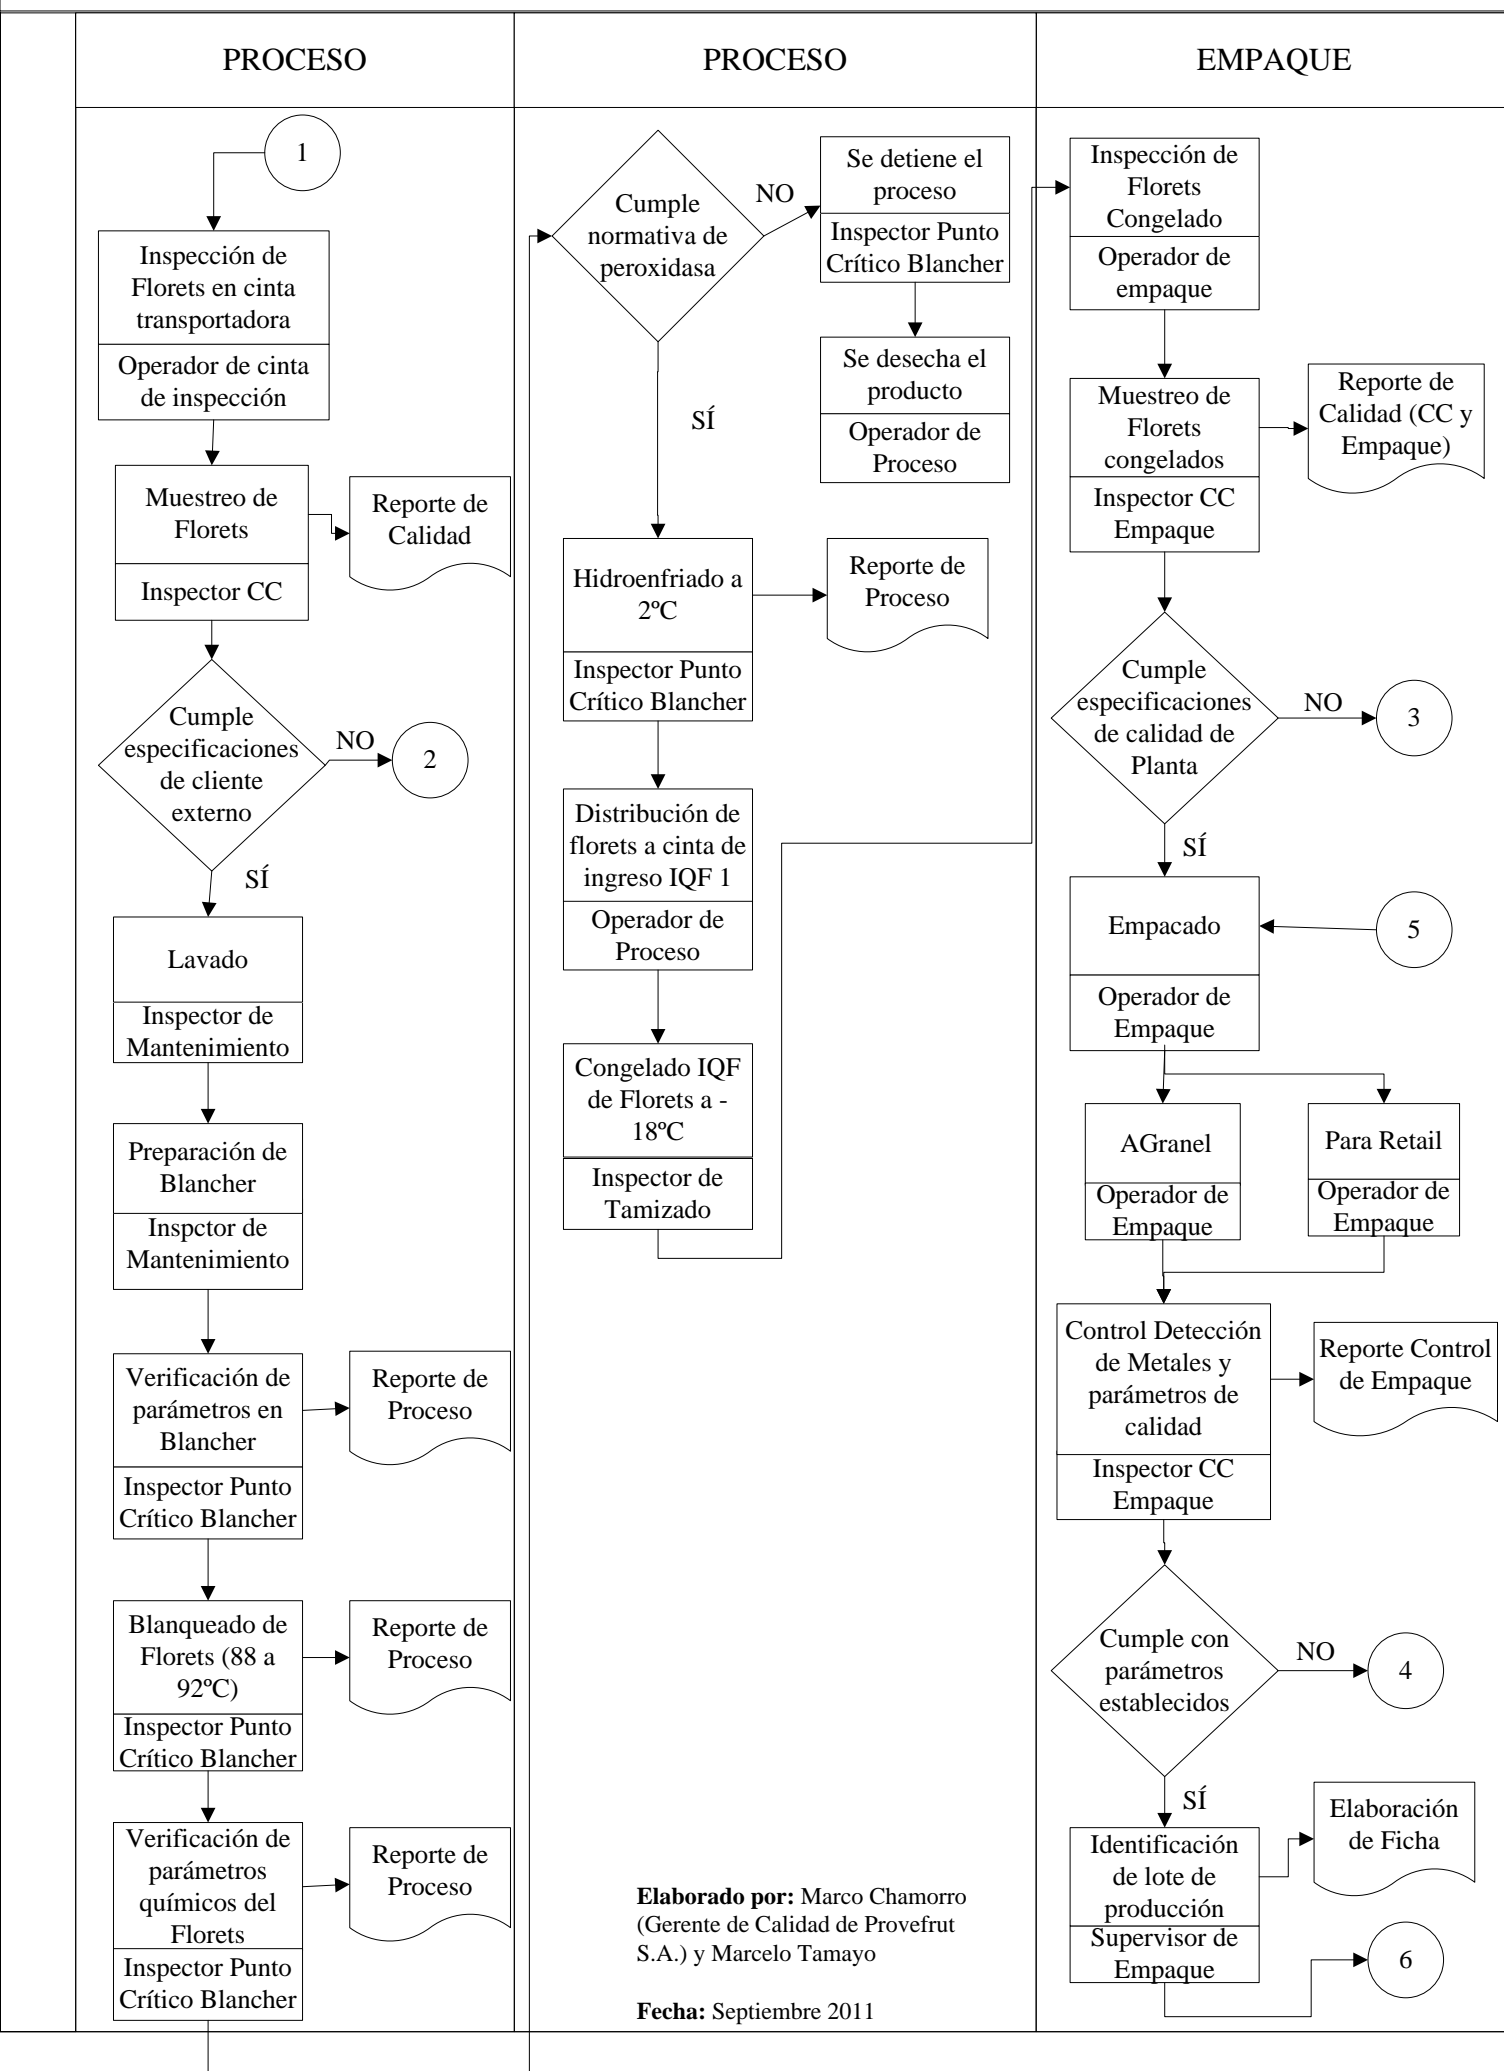 PROCESO
1
Inspección de
Florets en cinta
transportadora
Operador de cinta
de inspección
Muestreo de
Florets
Inspector CC
Reporte de
Calidad
Cumple
especificaciones
de cliente
externo
NO
2
SÍ
Lavado
Inspector de
Mantenimiento
Preparación de
Blancher
Inspctor de
Mantenimiento
Verificación de
parámetros en
Blancher
Inspector Punto
Crítico Blancher
Reporte de
Proceso
Blanqueado de
Florets (88 a
92ºC)
Inspector Punto
Crítico Blancher
Reporte de
Proceso
Verificación de
parámetros
químicos del
Florets
Inspector Punto
Crítico Blancher
Reporte de
Proceso
PROCESO
Cumple
normativa de
peroxidasa
NO
Se detiene el
proceso
Inspector Punto
Crítico Blancher
Se desecha el
producto
Operador de
Proceso
SÍ
Hidroenfriado a
2ºC
Inspector Punto
Crítico Blancher
Reporte de
Proceso
Distribución de
florets a cinta de
ingreso IQF 1
Operador de
Proceso
Congelado IQF
de Florets a -
18ºC
Inspector de
Tamizado
Elaborado por: Marco Chamorro
(Gerente de Calidad de Provefrut
S.A.) y Marcelo Tamayo
Fecha: Septiembre 2011
EMPAQUE
Inspección de
Florets
Congelado
Operador de
empaque
Muestreo de
Florets
congelados
Inspector CC
Empaque
Reporte de
Calidad (CC y
Empaque)
Cumple
especificaciones
de calidad de
Planta
NO
3
SÍ
Empacado
Operador de
Empaque
5
AGranel
Operador de
Empaque
Para Retail
Operador de
Empaque
Control Detección
de Metales y
parámetros de
calidad
Inspector CC
Empaque
Reporte Control
de Empaque
Cumple con
parámetros
establecidos
NO
4
SÍ
Identificación
de lote de
producción
Supervisor de
Empaque
Elaboración
de Ficha
6